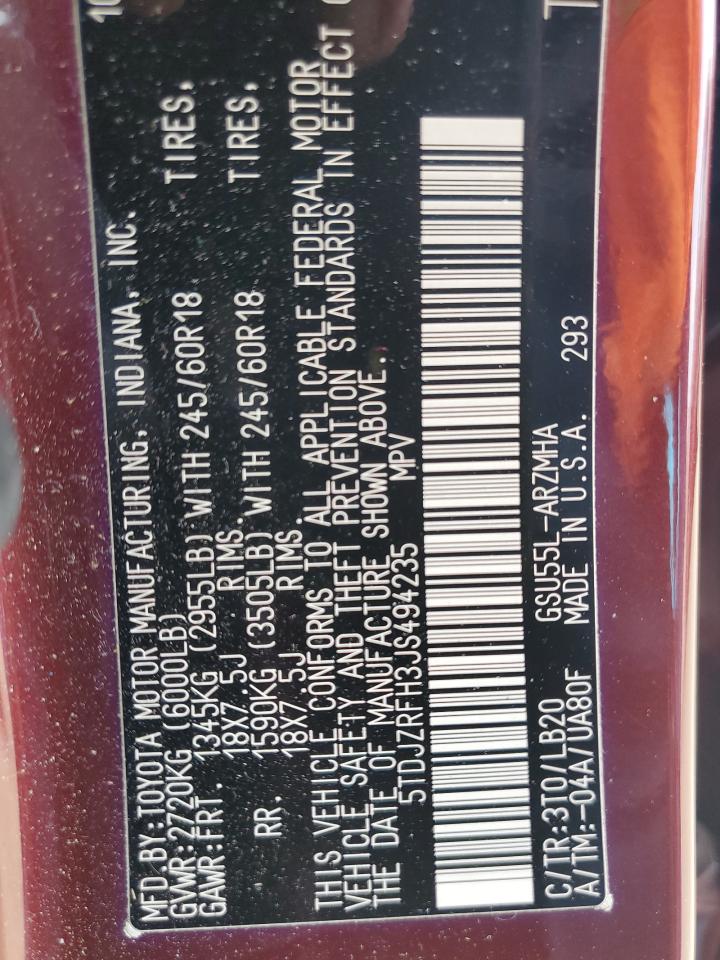 MFD BY:TOYOTA MOTOR MANUFACTURING, INDIANA, INC. 10
GVWR:2720KG (6000LB)
GAWR:FRT. 1345KG (2955LB) WITH 245/60R18 TIRES,
18X7.5J RIMS.
RR. 1590KG (3505LB) WITH 245/60R18 TIRES,
18X7.5J RIMS.
THIS VEHICLE CONFORMS TO ALL APPLICABLE FEDERAL MOTOR
VEHICLE SAFETY AND THEFT PREVENTION STANDARDS IN EFFECT
THE DATE OF MANUFACTURE SHOWN ABOVE.
5TDJZRFH3JS494235 MPV
C/TR:3T0/LB20 GSU55L-ARZMHA
A/TM:-04A/UA80F MADE IN U.S.A. 293